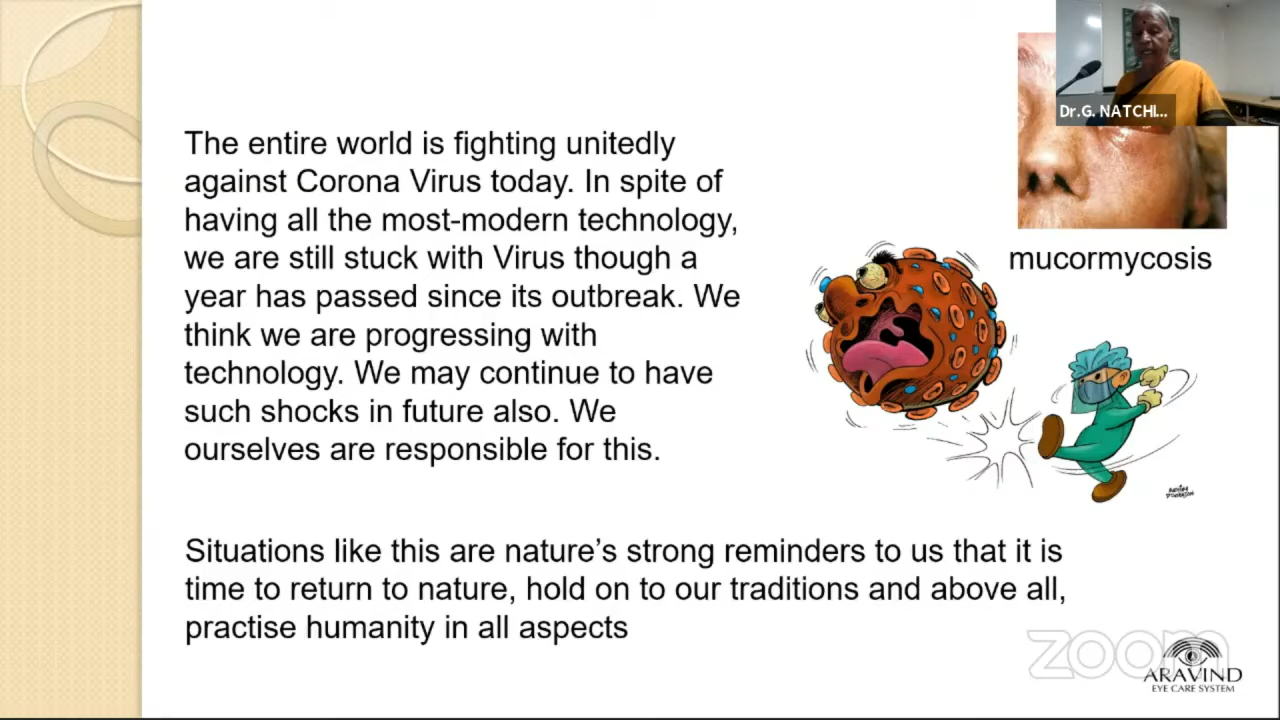 Dr.G. NATCHI...
The entire world is fighting unitedly
against Corona Virus today. In spite of
having all the most-modern technology,
we are still stuck with Virus though a
year has passed since its outbreak. We
think we are progressing with
technology. We may continue to have
such shocks in future also. We
ourselves are responsible for this.
mucormycosis
Situations like this are nature’s strong reminders to us that it is
time to return to nature, hold on to our traditions and above all,
practise humanity in all aspects
zoom
ARAVIND
EYE CARE SYSTEM